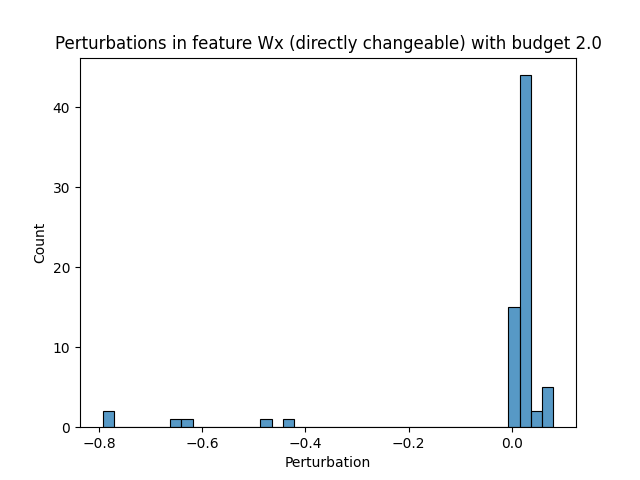 Perturbations in feature Wx (directly changeable) with budget 2.0
40
30
20
10
0
Count
−0.8 −0.6 −0.4 −0.2 0.0
Perturbation